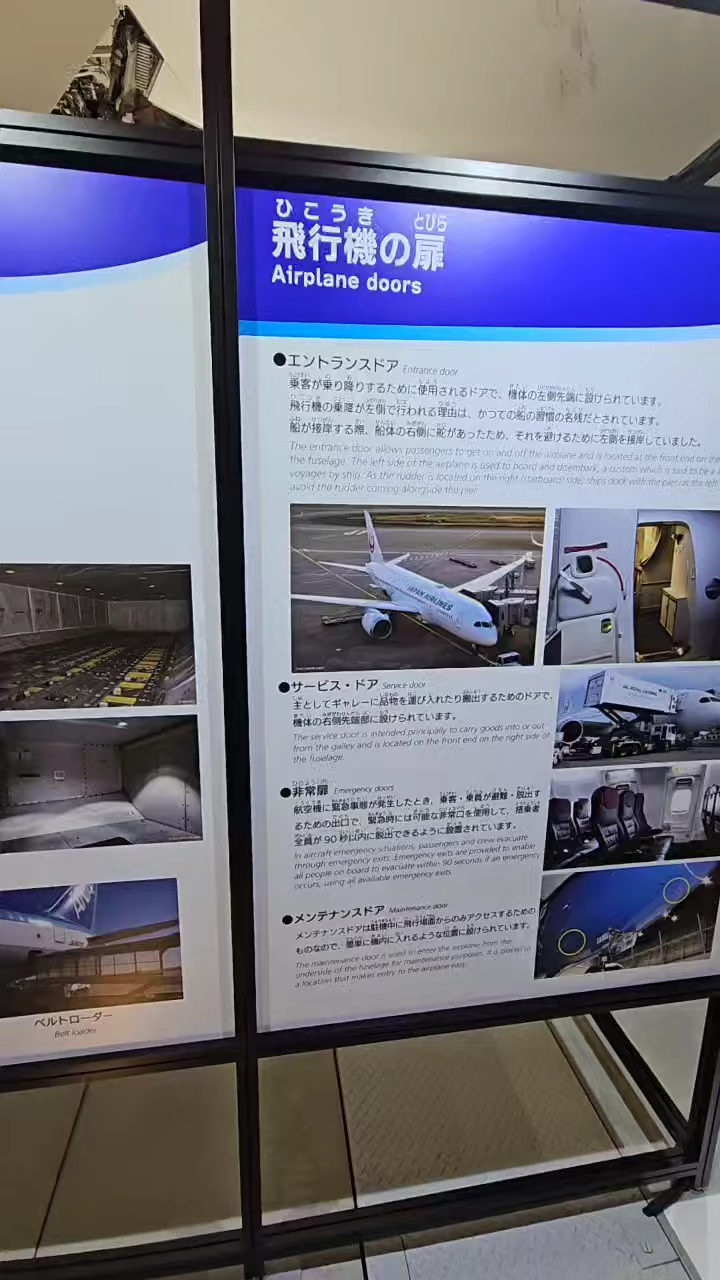 ひこうき とびら
飛行機の扉
Airplane doors
●エントランスドア Entrance door
乗客が乗り降りするために使用されるドアで、機体の左側先端に設けられています。
飛行機の乗降が左側で行われる理由は、かつての船の習慣の名残だとされています。
船が接岸する際、船体の右側に舵があったため、それを避けるために左側を接岸していました。
The entrance door allows passengers to get on and off the airplane and is located at the front end on the
the fuselage. The left side of the airplane is used to board and disembark, a custom which is said to be a
voyages by ship. As the rudder is located on the right (starboard) side, ships dock with the pier on the left
avoid the rudder coming alongside the pier.
JAPAN AIRLINES
●サービス・ドア Service door
主としてギャレーに品物を運び入れたり搬出するためのドアで、
機体の右側先端部に設けられています。
The service door is intended principally to carry goods into or out
from the galley and is located on the front end on the right side of
the fuselage.
●非常扉 Emergency doors
航空機に緊急事態が発生したとき、乗客・乗員が避難・脱出す
るための出口で、緊急時には可能な非常口を使用して、搭乗者
全員が90秒以内に脱出できるように設置されています。
In aircraft emergency situations, passengers and crew evacuate
through emergency exits. Emergency exits are provided to enable
all people on board to evacuate within 90 seconds if an emergency
occurs, using all available emergency exits.
●メンテナンスドア Maintenance door
メンテナンスドアは駐機中に飛行場面からのみアクセスするための
ものなので、簡単に機内に入れるような位置に設けられています。
The maintenance door is used to enter the airplane from the
underside of the fuselage for maintenance purposes. It is placed in
a location that makes entry to the airplane easy.
ベルトローダー
Belt loader